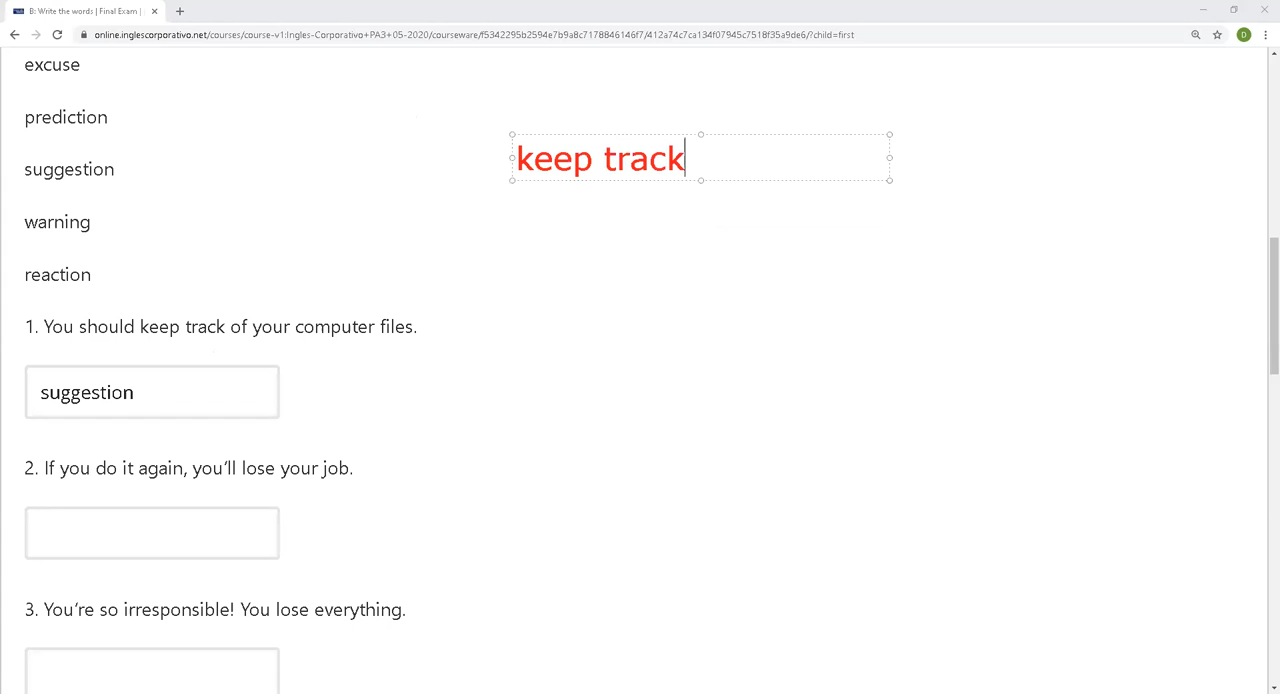 B: Write the words | Final Exam |
online.inglescorporativo.net/courses/course-v1:Ingles-Corporativo+PA3+05-2020/courseware/f5342295b2594e7b9a8c7178846146f7/412a74c7ca134f07945c7518f35a9de6/?child=first
D
excuse
prediction
keep track
suggestion
warning
reaction
1. You should keep track of your computer files.
suggestion
2. If you do it again, you’ll lose your job.
3. You’re so irresponsible! You lose everything.